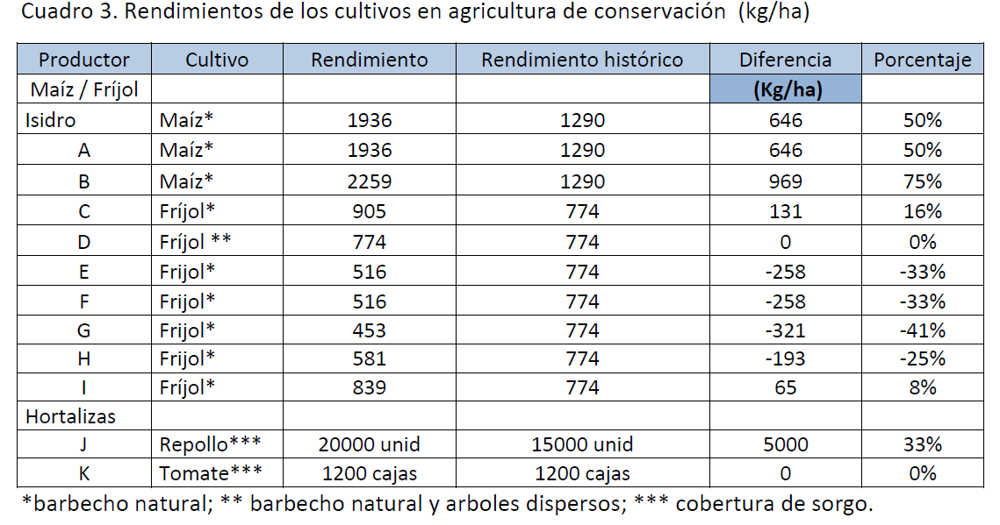 Cuadro 3. Rendimientos de los cultivos en agricultura de conservación (kg/ha)
Productor Cultivo Rendimiento Rendimiento histórico Diferencia Porcentaje
Maíz / Fríjol (Kg/ha)
Isidro Maíz* 1936 1290 646 50%
A Maíz* 1936 1290 646 50%
B Maíz* 2259 1290 969 75%
C Fríjol* 905 774 131 16%
D Fríjol ** 774 774 0 0%
E Frijol* 516 774 -258 -33%
F Frijol* 516 774 -258 -33%
G Frijol* 453 774 -321 -41%
H Frijol* 581 774 -193 -25%
I Fríjol* 839 774 65 8%
Hortalizas
J Repollo*** 20000 unid 15000 unid 5000 33%
K Tomate*** 1200 cajas 1200 cajas 0 0%
*barbecho natural; ** barbecho natural y arboles dispersos; *** cobertura de sorgo.